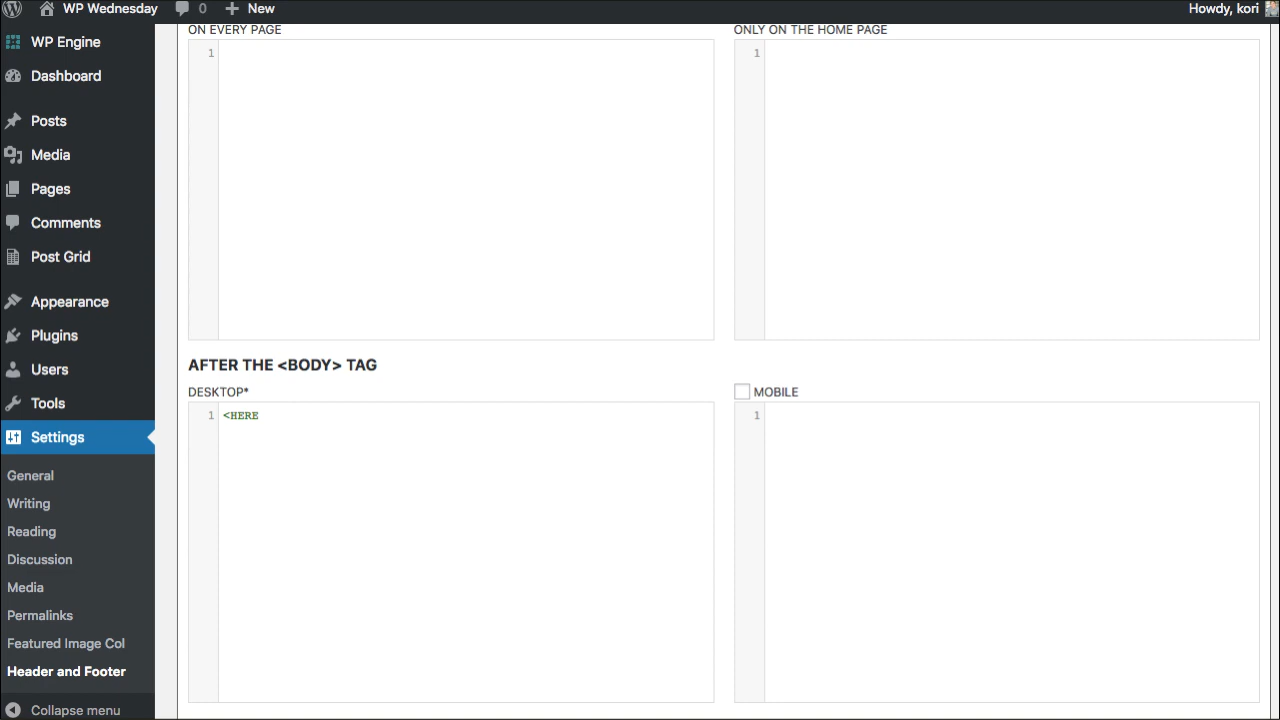 WP Wednesday 0 New Howdy, kori
WP Engine
Dashboard
Posts
Media
Pages
Comments
Post Grid
Appearance
Plugins
Users
Tools
Settings
General
Writing
Reading
Discussion
Media
Permalinks
Featured Image Col
Header and Footer
Collapse menu
ON EVERY PAGE
1
ONLY ON THE HOME PAGE
1
AFTER THE <BODY> TAG
DESKTOP*
1 <HERE
MOBILE
1